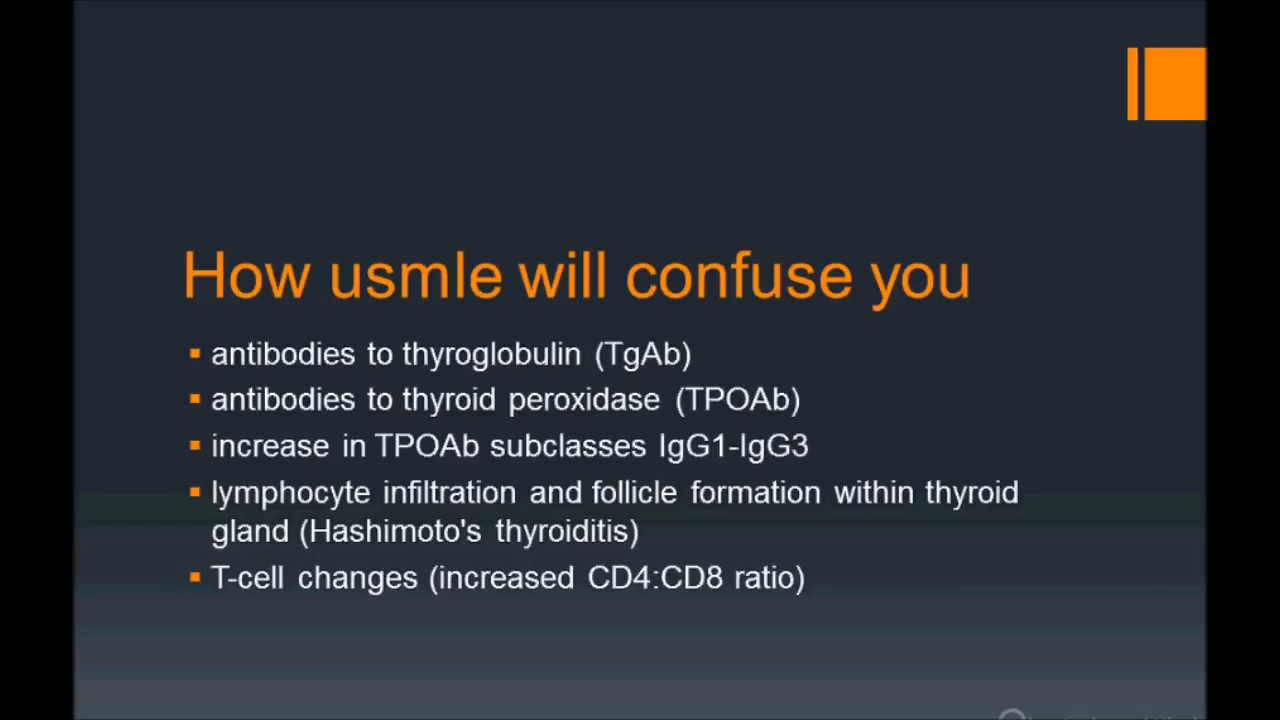 How usmle will confuse you
antibodies to thyroglobulin (TgAb)
antibodies to thyroid peroxidase (TPOAb)
increase in TPOAb subclasses IgG1-IgG3
lymphocyte infiltration and follicle formation within thyroid
gland (Hashimoto's thyroiditis)
T-cell changes (increased CD4:CD8 ratio)